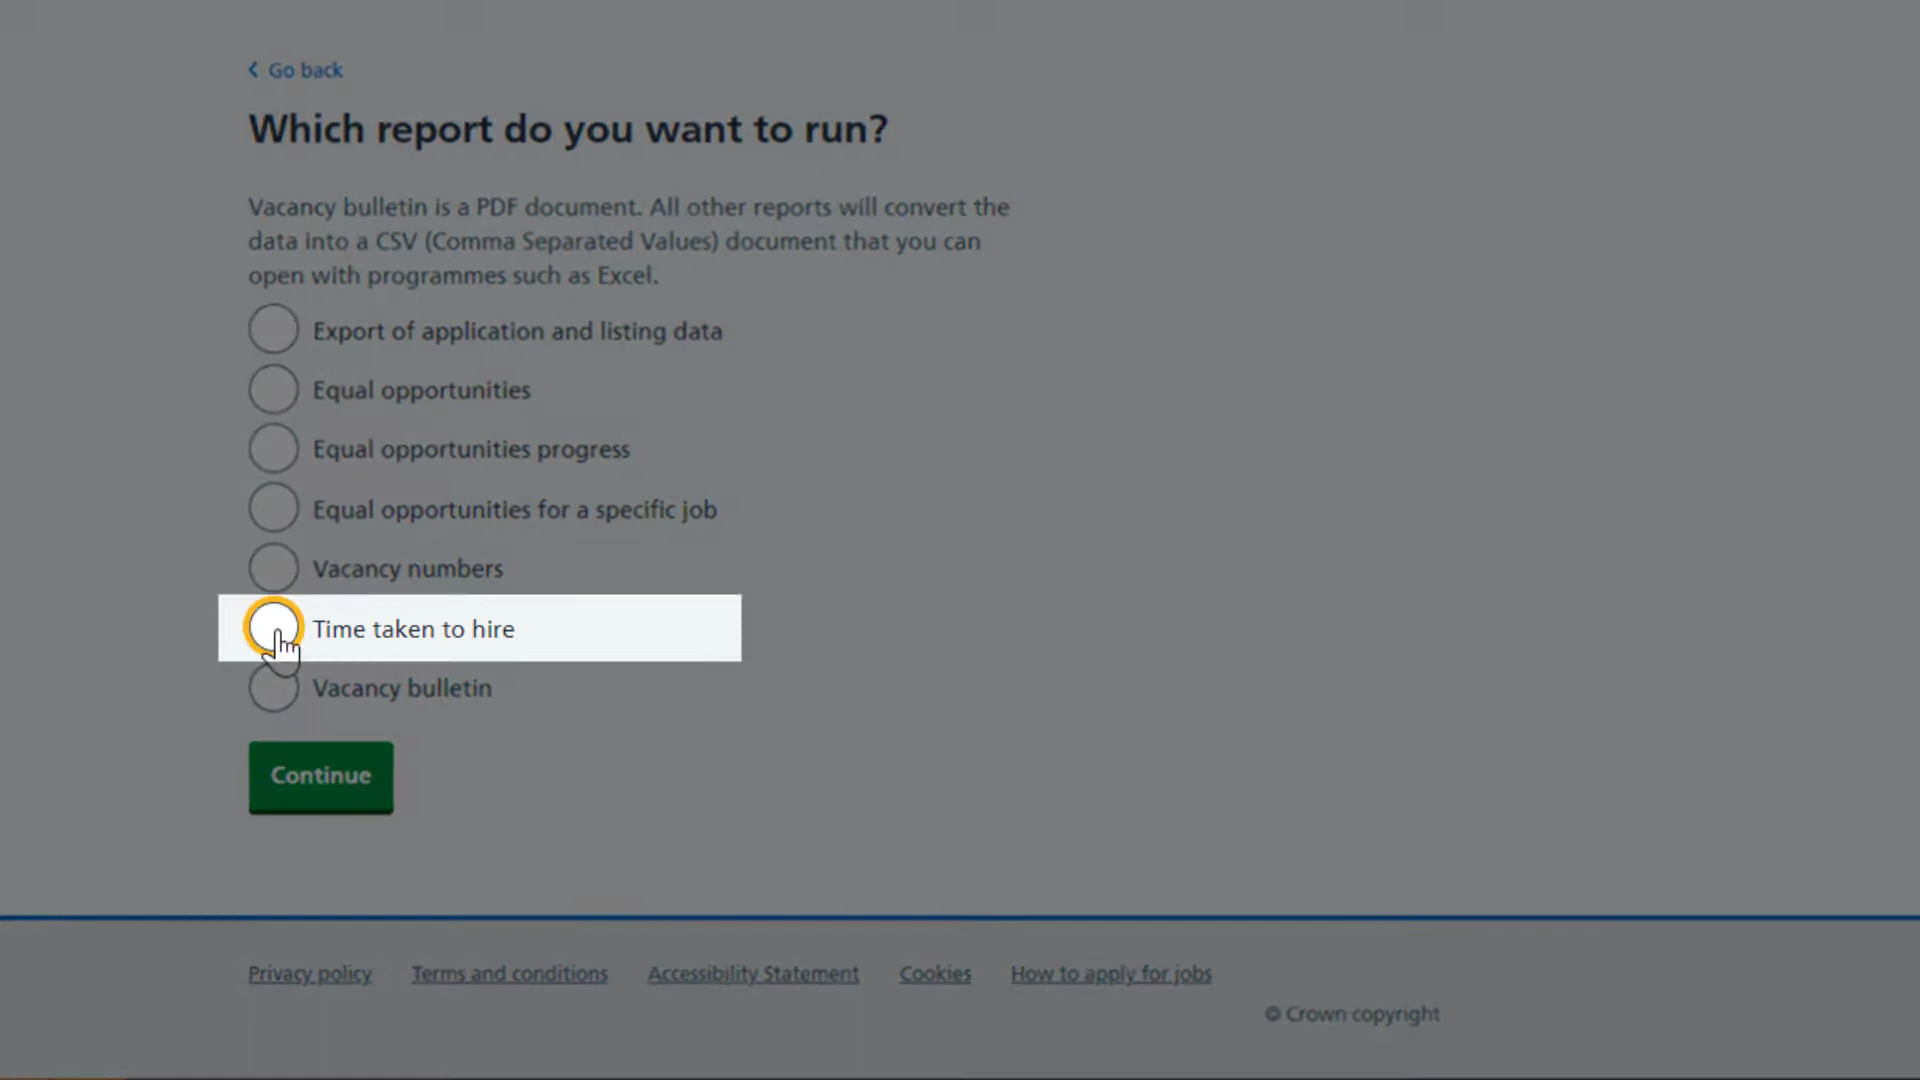 Go back
Which report do you want to run?
Vacancy bulletin is a PDF document. All other reports will convert the
data into a CSV (Comma Separated Values) document that you can
open with programmes such as Excel.
Export of application and listing data
Equal opportunities
Equal opportunities progress
Equal opportunities for a specific job
Vacancy numbers
Time taken to hire
Vacancy bulletin
Continue
Privacy policy Terms and conditions Accessibility Statement Cookies How to apply for jobs
© Crown copyright